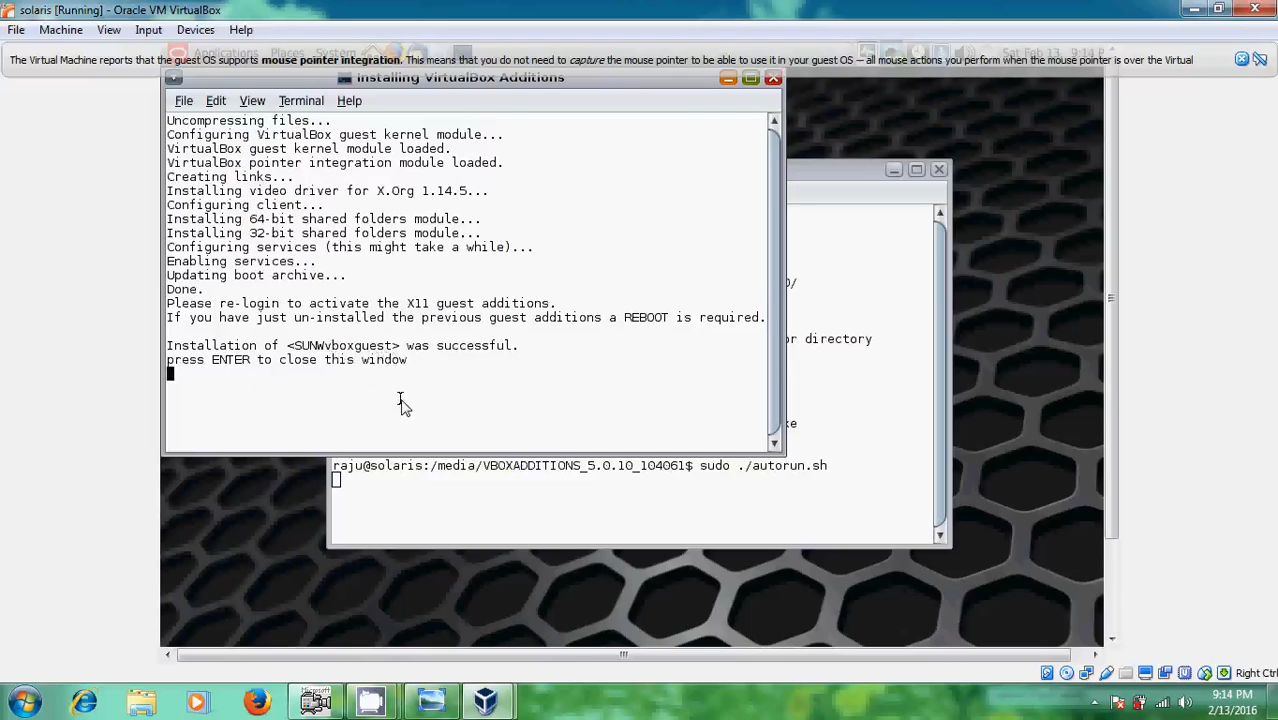 solaris [Running] - Oracle VM VirtualBox
File Machine View Input Devices Help
Applications Places System Sat Feb 13, 9:14 P
The Virtual Machine reports that the guest OS supports mouse pointer integration. This means that you do not need to capture the mouse pointer to be able to use it in your guest OS — all mouse actions you perform when the mouse pointer is over the Virtual
Installing VirtualBox Additions
File Edit View Terminal Help
Uncompressing files...
Configuring VirtualBox guest kernel module...
VirtualBox guest kernel module loaded.
VirtualBox pointer integration module loaded.
Creating links...
Installing video driver for X.Org 1.14.5...
Configuring client...
Installing 64-bit shared folders module...
Installing 32-bit shared folders module...
Configuring services (this might take a while)...
Enabling services...
Updating boot archive...
Done.
Please re-login to activate the X11 guest additions.
If you have just un-installed the previous guest additions a REBOOT is required.
Installation of <SUNWvboxguest> was successful.
press ENTER to close this window
/
or directory
xe
raju@solaris:/media/VBOXADDITIONS_5.0.10_104061$ sudo ./autorun.sh
Right Ctrl
9:14 PM
2/13/2016